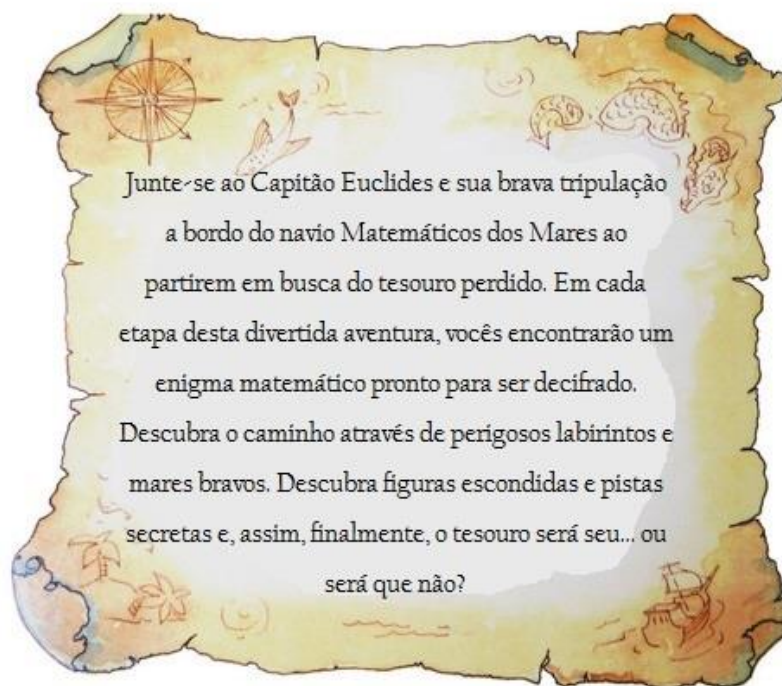 Junte-se ao Capitão Euclides e sua brava tripulação
a bordo do navio Matemáticos dos Mares ao
partirem em busca do tesouro perdido. Em cada
etapa desta divertida aventura, vocês encontrarão um
enigma matemático pronto para ser decifrado.
Descubra o caminho através de perigosos labirintos e
mares bravos. Descubra figuras escondidas e pistas
secretas e, assim, finalmente, o tesouro será seu... ou
será que não?